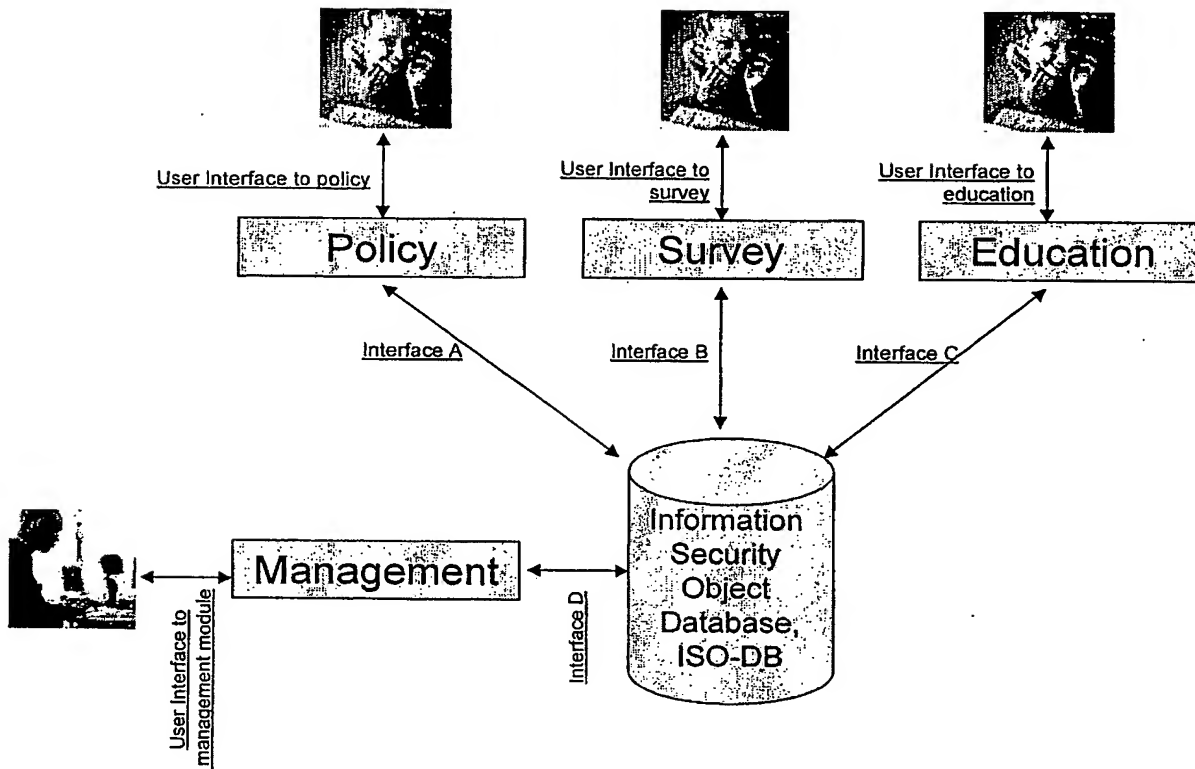 User Interface to policy
User Interface to
survey
User Interface to
education
Policy
Survey
Education
Interface A
Interface B
Interface C
Information
Security
Object
Database,
ISO-DB
Management
Interface D
User Interface to
management module